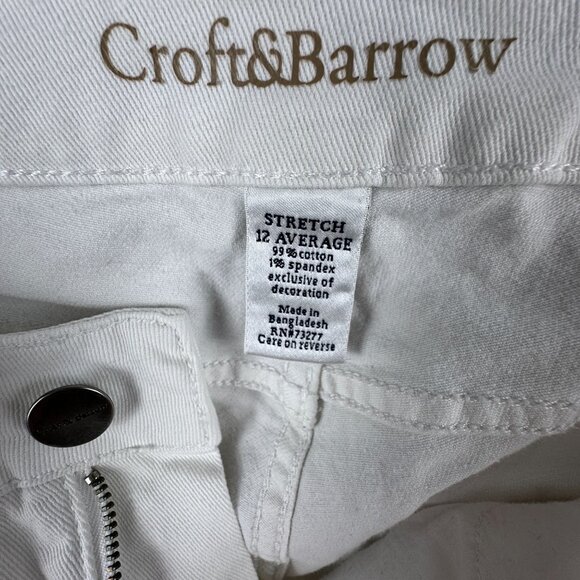 Croft&Barrow
STRETCH
12 AVERAGE
99% cotton
1% spandex
exclusive of
decoration
Made in
Bangladesh
RN#73277
Care on reverse